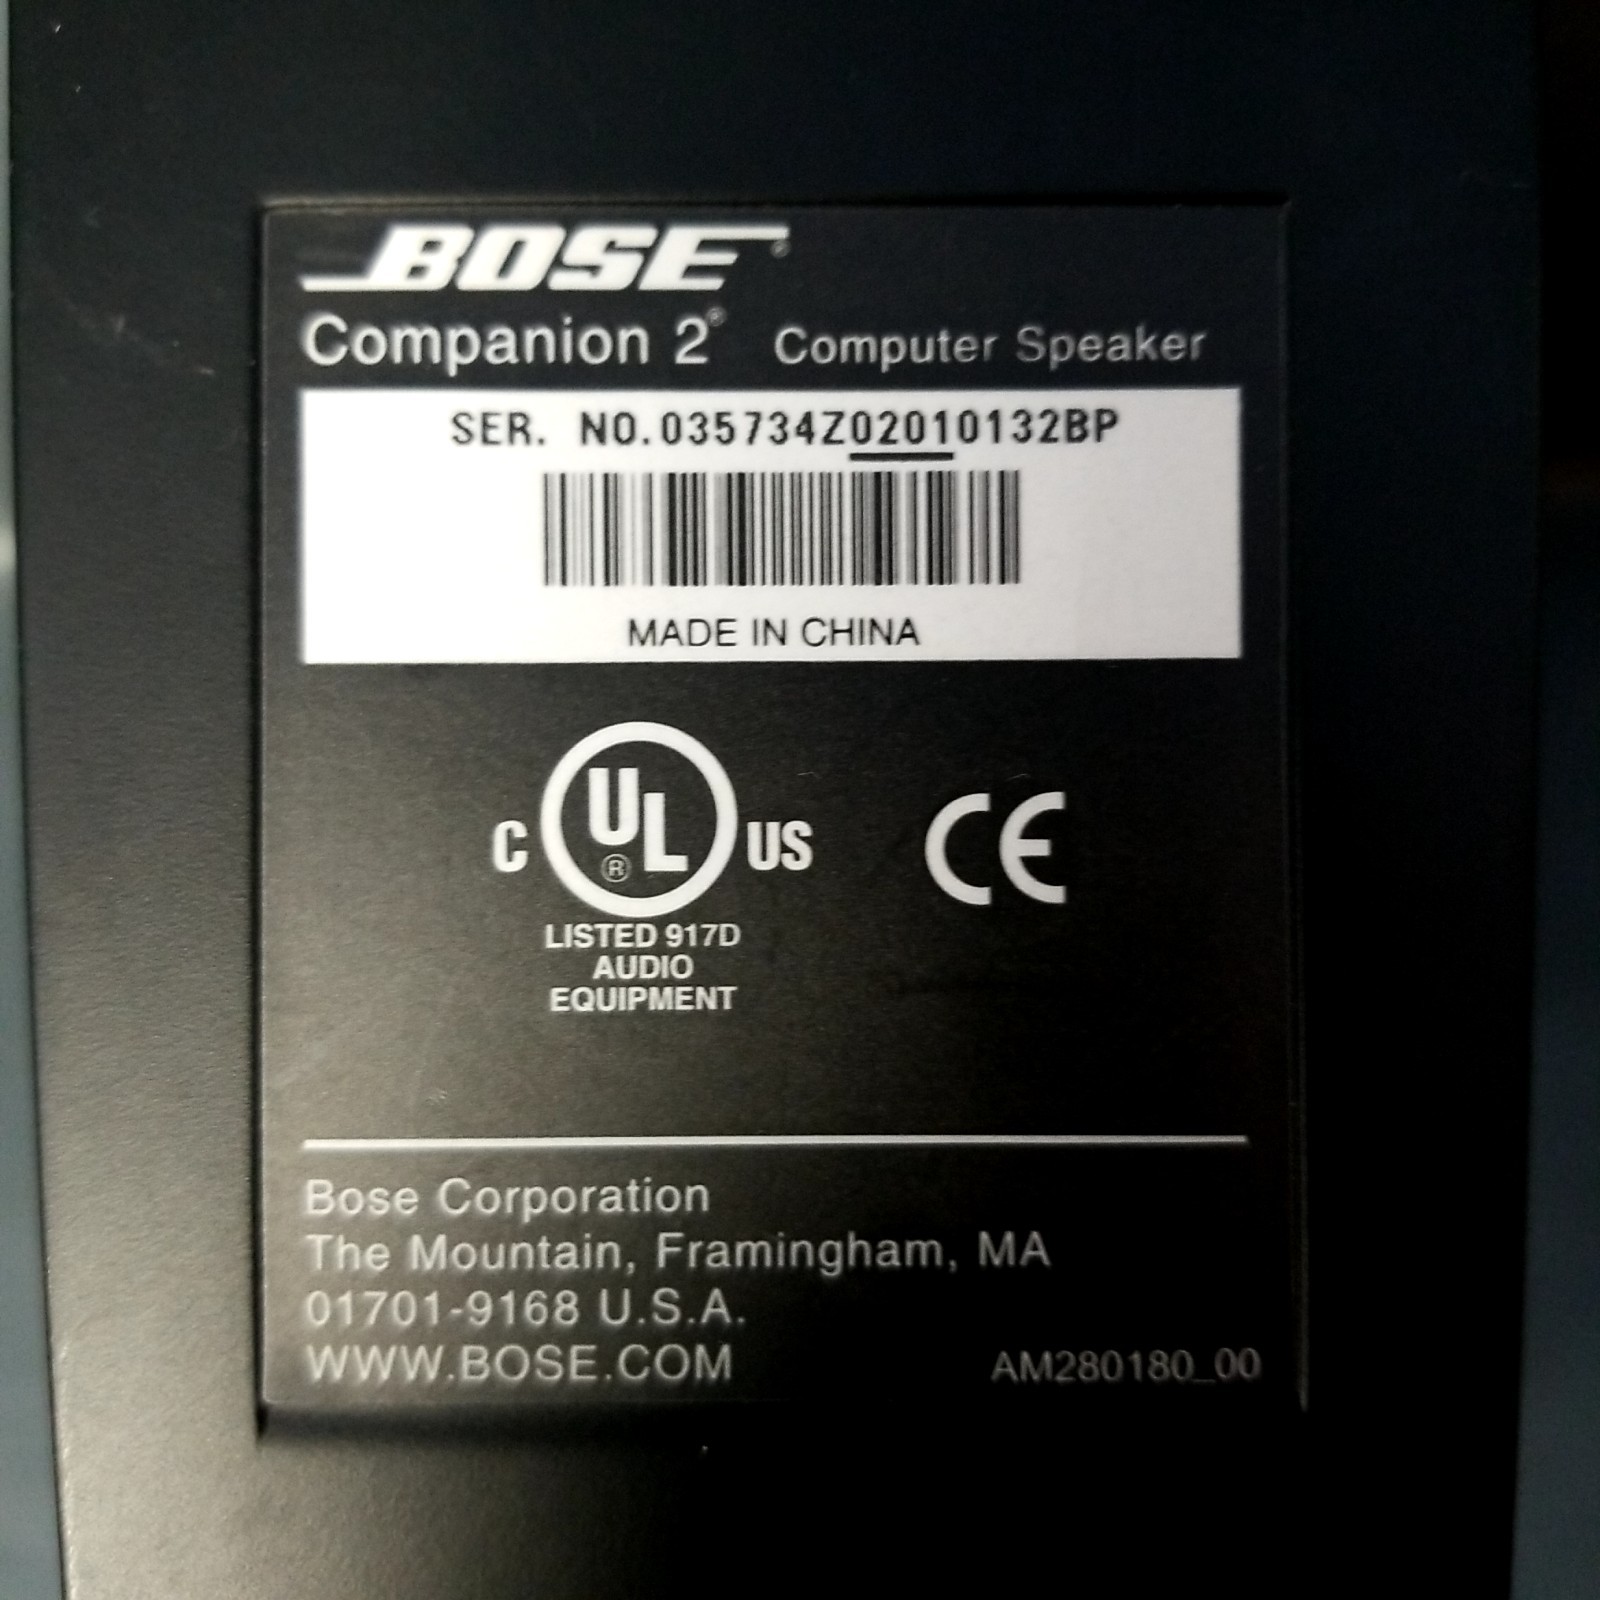 BOSE®
Companion 2® Computer Speaker
SER. NO.035734Z02010132BP
MADE IN CHINA
C UL® US CE
LISTED 917D
AUDIO
EQUIPMENT
Bose Corporation
The Mountain, Framingham, MA
01701-9168 U.S.A.
WWW.BOSE.COM AM280180_00